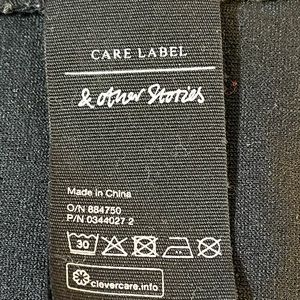 CARE LABEL
& other Stories
Made in China
O/N 884750
P/N 0344027 2
30
clevercare.info